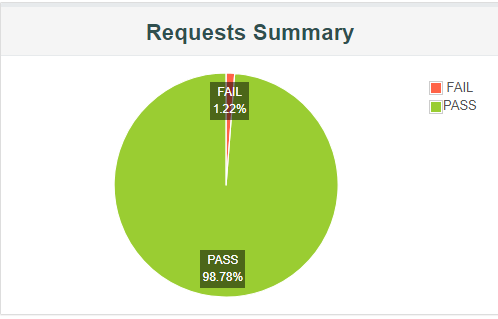 Requests Summary
FAIL
1.22%
PASS
98.78%
FAIL
PASS